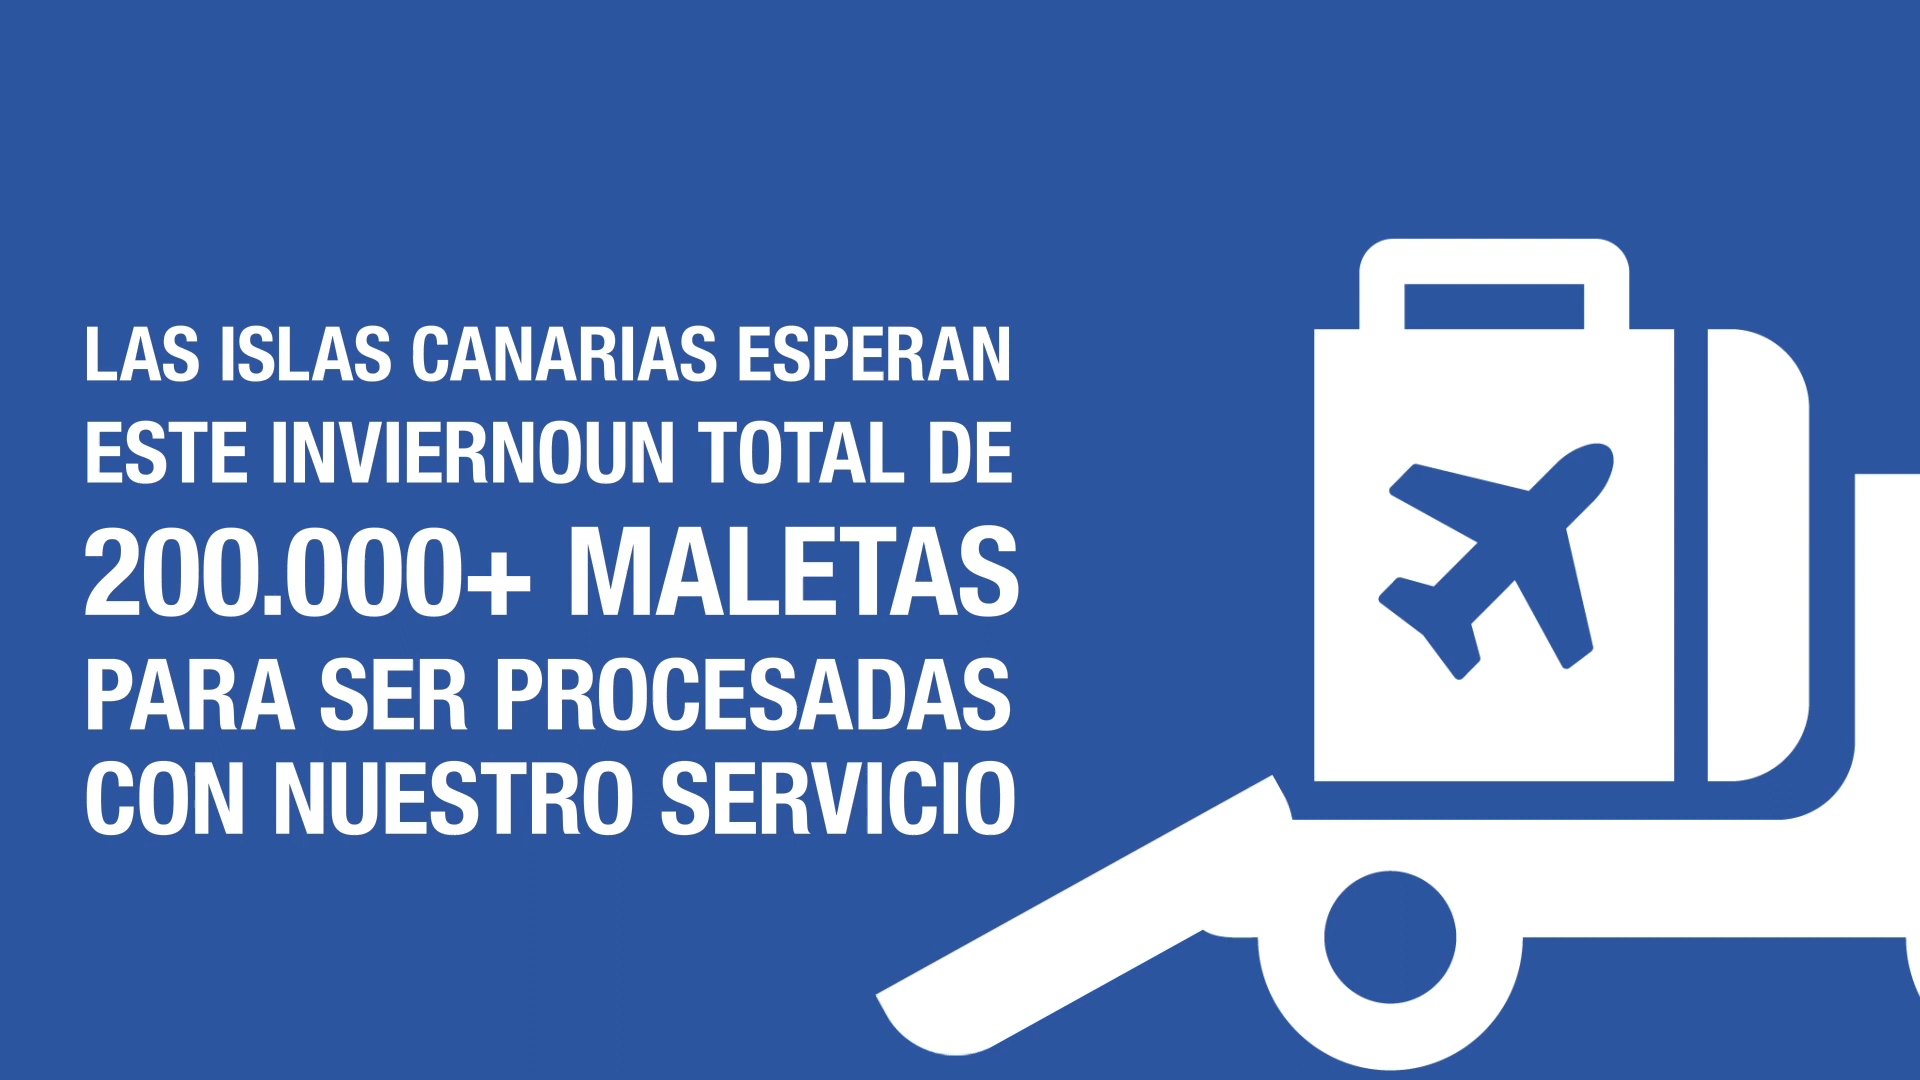 LAS ISLAS CANARIAS ESPERAN
ESTE INVIERNOUN TOTAL DE
200.000+ MALETAS
PARA SER PROCESADAS
CON NUESTRO SERVICIO